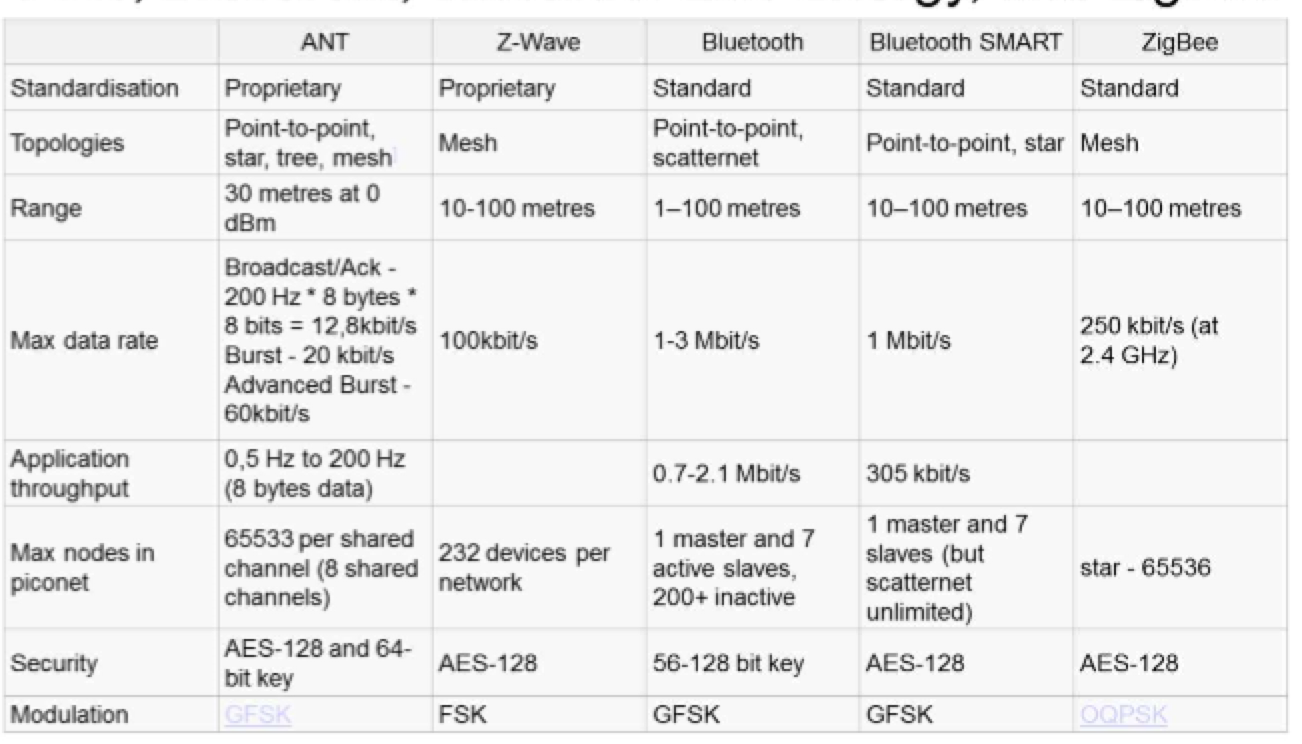 ANT Z-Wave Bluetooth Bluetooth SMART ZigBee
Standardisation Proprietary Proprietary Standard Standard Standard
Topologies
Point-to-point,
star, tree, mesh
Mesh
Point-to-point,
scatternet
Point-to-point, star
Mesh
Range
30 metres at 0
dBm
10-100 metres
1–100 metres
10–100 metres
10–100 metres
Max data rate
Broadcast/Ack -
200 Hz * 8 bytes *
8 bits = 12,8kbit/s
Burst - 20 kbit/s
Advanced Burst -
60kbit/s
100kbit/s
1-3 Mbit/s
1 Mbit/s
250 kbit/s (at
2.4 GHz)
Application
throughput
0,5 Hz to 200 Hz
(8 bytes data)
0.7-2.1 Mbit/s
305 kbit/s
Max nodes in
piconet
65533 per shared
channel (8 shared
channels)
232 devices per
network
1 master and 7
active slaves,
200+ inactive
1 master and 7
slaves (but
scatternet
unlimited)
star - 65536
Security
AES-128 and 64-
bit key
AES-128
56-128 bit key
AES-128
AES-128
Modulation GFSK FSK GFSK GFSK OQPSK